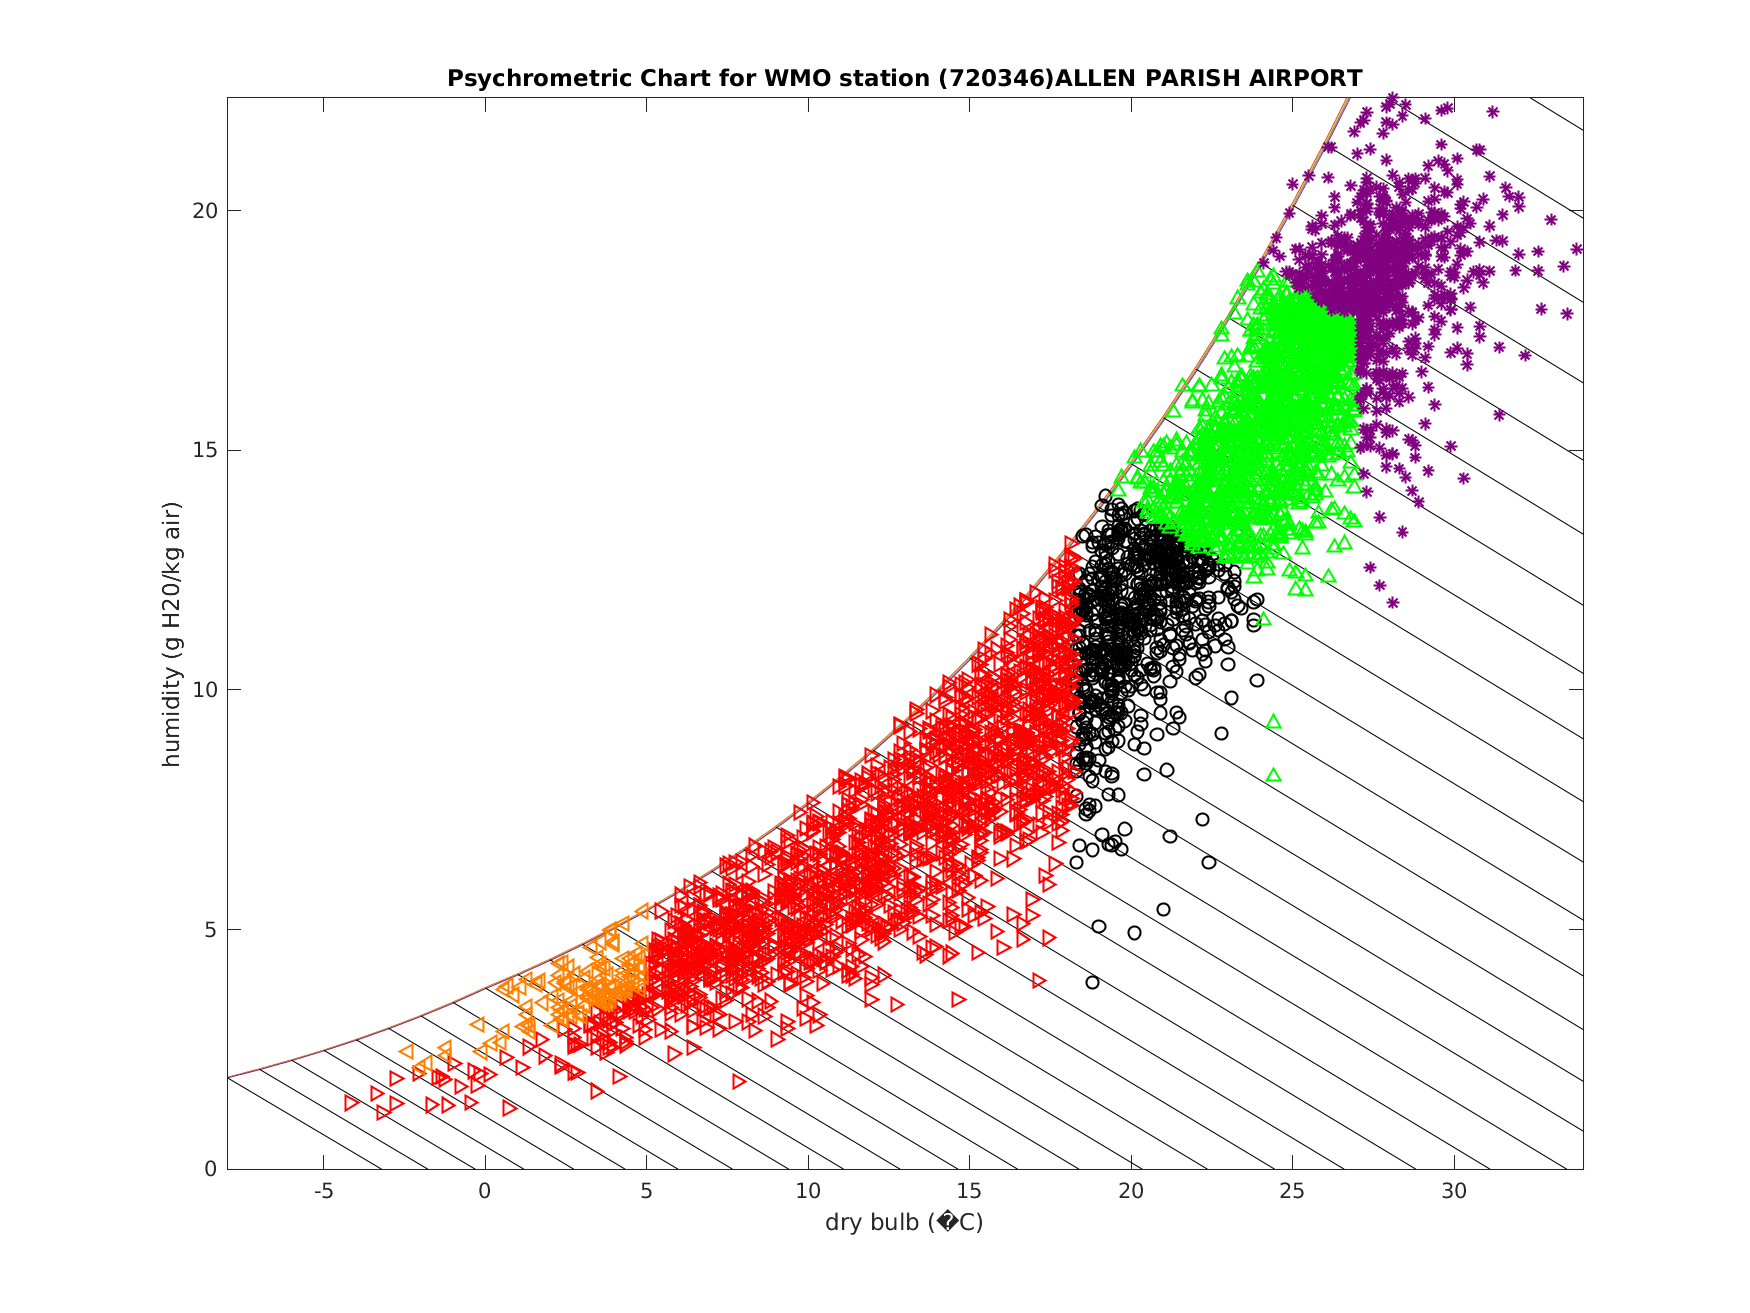 Psychrometric Chart for WMO station (720346)ALLEN PARISH AIRPORT
humidity (g H20/kg air)
20
15
10
5
0
-5 0 5 10 15 20 25 30
dry bulb (�C)